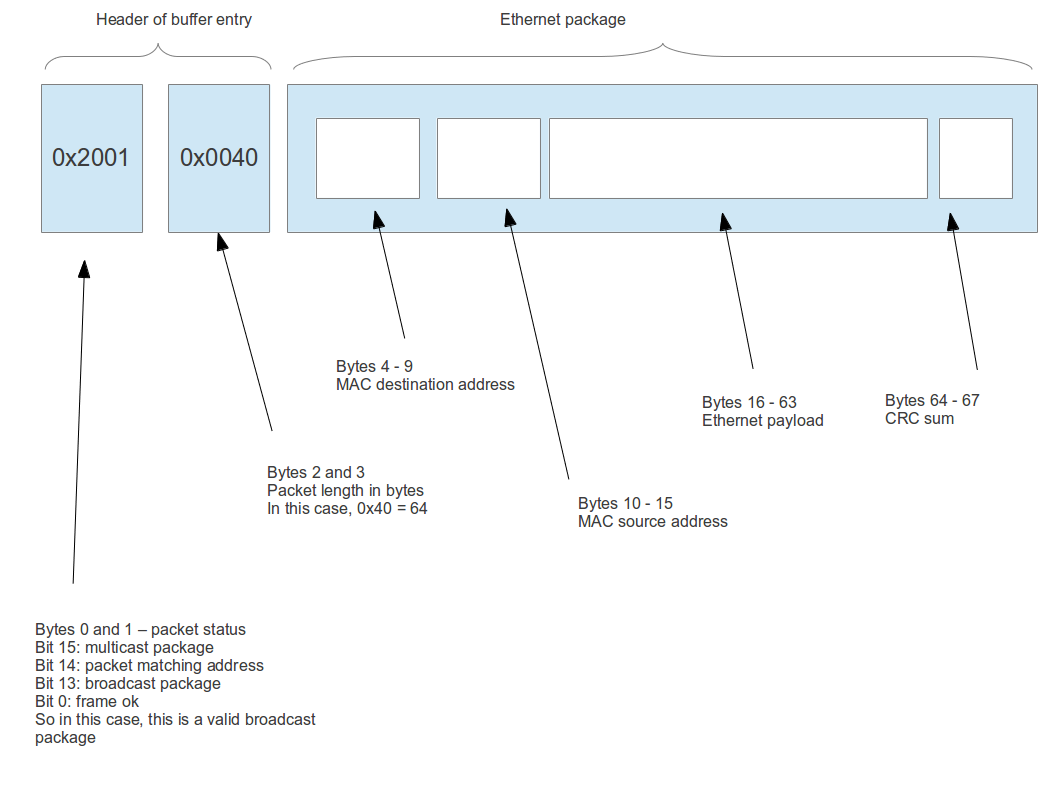 Header of buffer entry
Ethernet package
0x2001
0x0040
Bytes 4 - 9
MAC destination address
Bytes 16 - 63
Ethernet payload
Bytes 64 - 67
CRC sum
Bytes 2 and 3
Packet length in bytes
In this case, 0x40 = 64
Bytes 10 - 15
MAC source address
Bytes 0 and 1 – packet status
Bit 15: multicast package
Bit 14: packet matching address
Bit 13: broadcast package
Bit 0: frame ok
So in this case, this is a valid broadcast
package